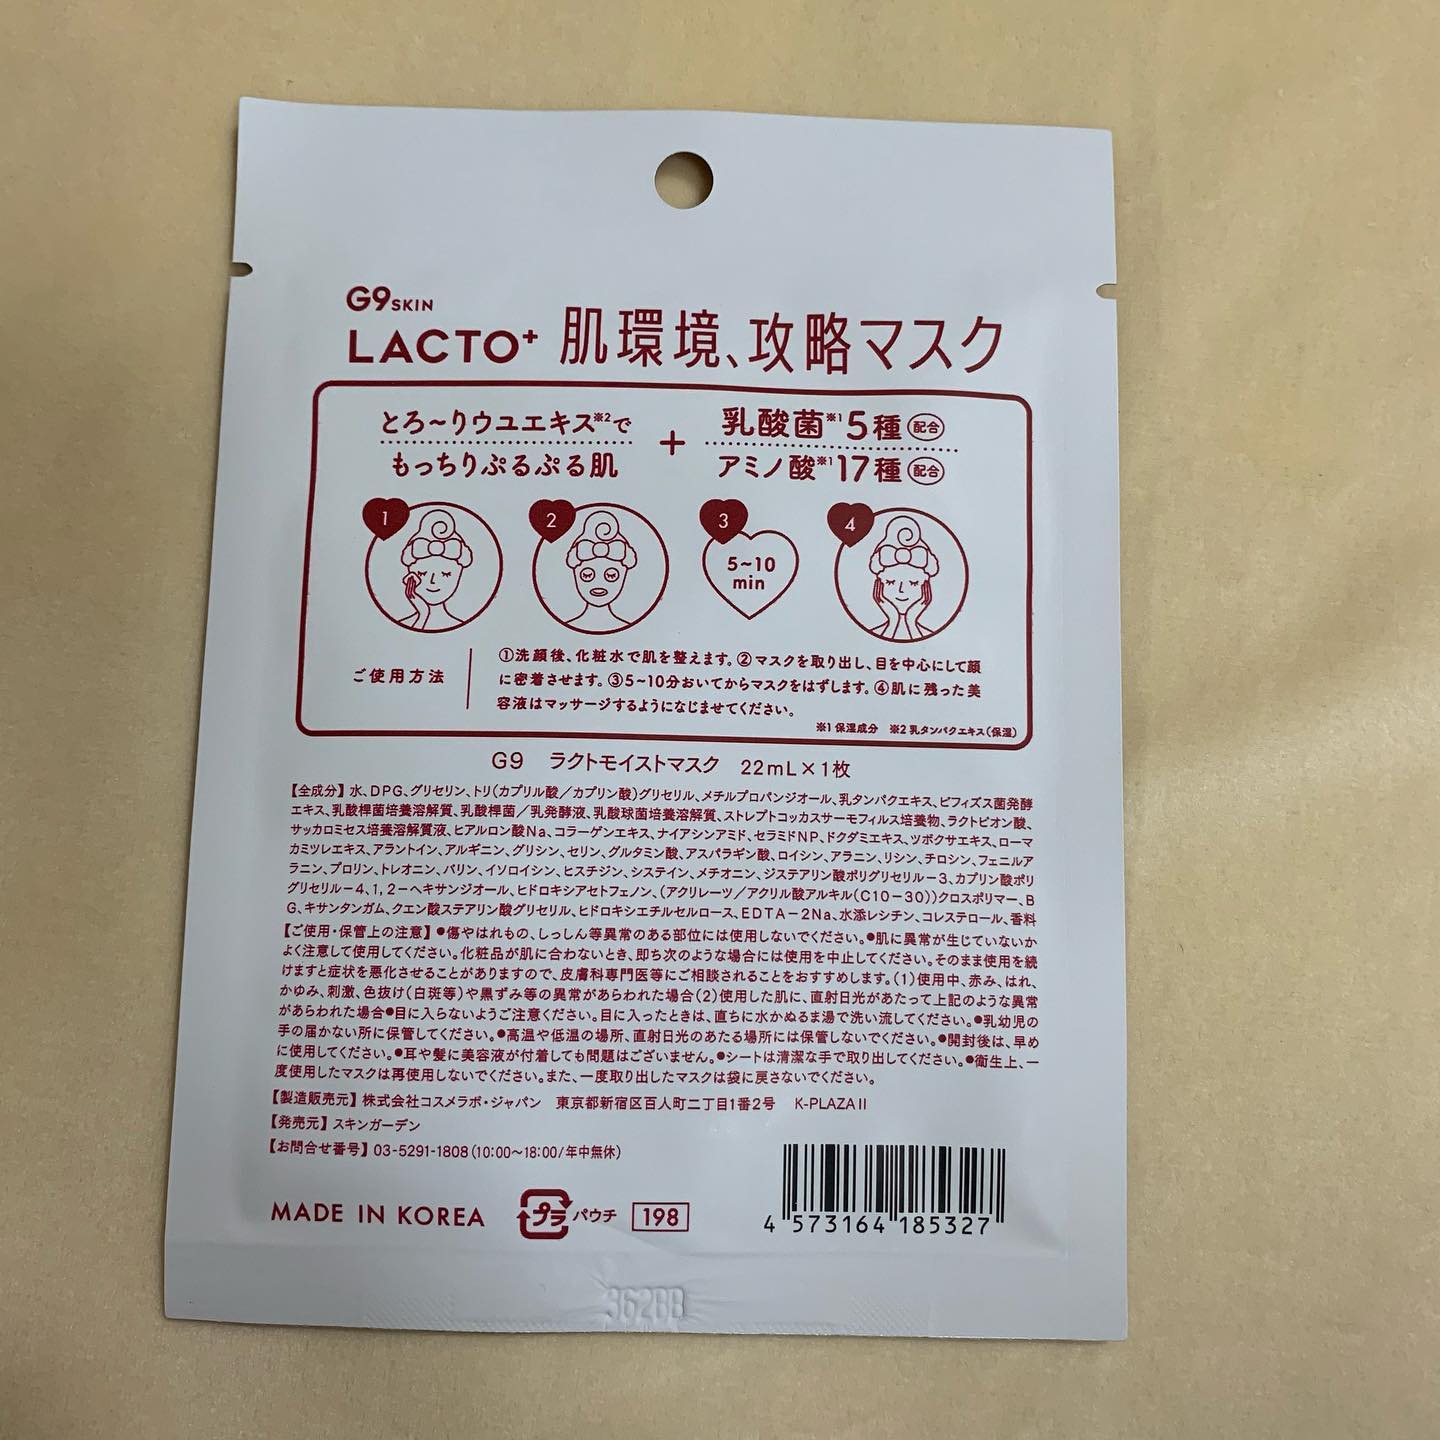 G9SKIN
LACTO⁺ 肌環境、攻略マスク
とろ〜りウユエキス※2で
もっちりぷるぷる肌
+
乳酸菌※1 5種 配合
アミノ酸※1 17種 配合
1
2
3
5~10
min
4
ご使用方法
①洗顔後、化粧水で肌を整えます。②マスクを取り出し、目を中心にして顔
に密着させます。③5~10分おいてからマスクをはずします。④肌に残った美
容液はマッサージするようになじませてください。
※1 保湿成分 ※2 乳タンパクエキス(保湿)
G9 ラクトモイストマスク 22mL×1枚
【全成分】水、DPG、グリセリン、トリ(カプリル酸/カプリン酸)グリセリル、メチルプロパンジオール、乳タンパクエキス、ビフィズス菌発酵
エキス、乳酸桿菌培養溶解質、乳酸桿菌/乳発酵液、乳酸球菌培養溶解質、ストレプトコッカスサーモフィルス培養物、ラクトビオン酸、
サッカロミセス培養溶解質液、ヒアルロン酸Na、コラーゲンエキス、ナイアシンアミド、セラミドNP、ドクダミエキス、ツボクサエキス、ローマ
カミツレエキス、アラントイン、アルギニン、グリシン、セリン、グルタミン酸、アスパラギン酸、ロイシン、アラニン、リシン、チロシン、フェニルア
ラニン、プロリン、トレオニン、バリン、イソロイシン、ヒスチジン、システイン、メチオニン、ジステアリン酸ポリグリセリル-3、カプリン酸ポリ
グリセリル-4、1,2-ヘキサンジオール、ヒドロキシアセトフェノン、(アクリレーツ/アクリル酸アルキル(C10-30))クロスポリマー、B
G、キサンタンガム、クエン酸ステアリン酸グリセリル、ヒドロキシエチルセルロース、EDTA-2Na、水添レシチン、コレステロール、香料
【ご使用・保管上の注意】●傷やはれもの、しっしん等異常のある部位には使用しないでください。●肌に異常が生じていないか
よく注意して使用してください。化粧品が肌に合わないとき、即ち次のような場合には使用を中止してください。そのまま使用を続
けますと症状を悪化させることがありますので、皮膚科専門医等にご相談されることをおすすめします。(1)使用中、赤み、はれ、
かゆみ、刺激、色抜け(白斑等)や黒ずみ等の異常があらわれた場合(2)使用した肌に、直射日光があたって上記のような異常
があらわれた場合●目に入らないようご注意ください。目に入ったときは、直ちに水かぬるま湯で洗い流してください。●乳幼児の
手の届かない所に保管してください。●高温や低温の場所、直射日光のあたる場所には保管しないでください。●開封後は、早め
に使用してください。●耳や髪に美容液が付着しても問題はございません。●シートは清潔な手で取り出してください。●衛生上、一
度使用したマスクは再使用しないでください。また、一度取り出したマスクは袋に戻さないでください。
【製造販売元】株式会社コスメラボ・ジャパン 東京都新宿区百人町二丁目1番2号 K-PLAZAⅡ
【発売元】スキンガーデン
【お問合せ番号】03-5291-1808(10:00~18:00/年中無休)
MADE IN KOREA プラ パウチ 198
4 573164 185327
362BB